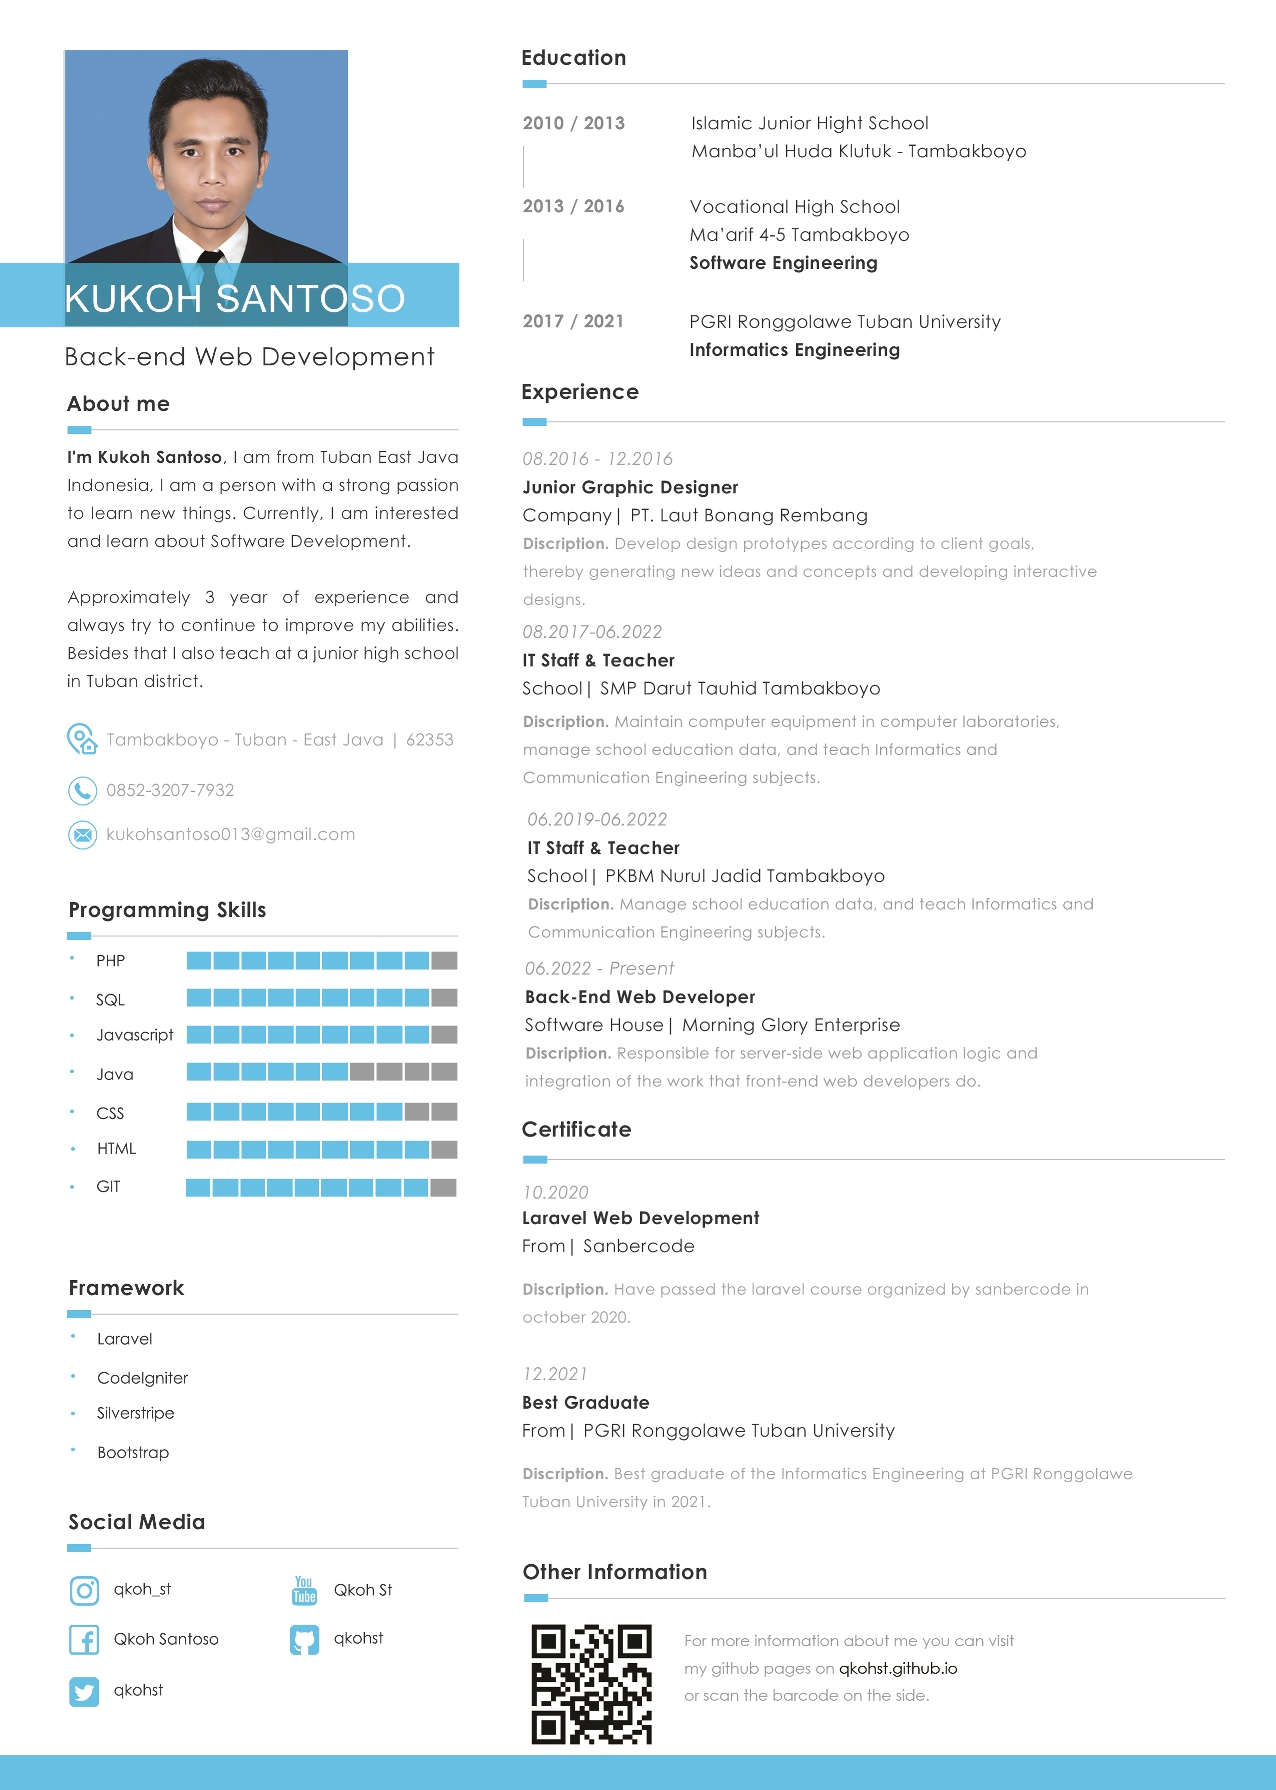 KUKOH SANTOSO
Back-end Web Development
About me
I'm Kukoh Santoso, I am from Tuban East Java
Indonesia, I am a person with a strong passion
to learn new things. Currently, I am interested
and learn about Software Development.
Approximately 3 year of experience and
always try to continue to improve my abilities.
Besides that I also teach at a junior high school
in Tuban district.
Tambakboyo - Tuban - East Java | 62353
0852-3207-7932
kukohsantoso013@gmail.com
Programming Skills
PHP
SQL
Javascript
Java
CSS
HTML
GIT
Framework
Laravel
CodeIgniter
Silverstripe
Bootstrap
Social Media
qkoh_st
You Tube Qkoh St
Qkoh Santoso
qkohst
qkohst
Education
2010 / 2013 Islamic Junior Hight School
Manba'ul Huda Klutuk - Tambakboyo
2013 / 2016 Vocational High School
Ma'arif 4-5 Tambakboyo
Software Engineering
2017 / 2021 PGRI Ronggolawe Tuban University
Informatics Engineering
Experience
08.2016 - 12.2016
Junior Graphic Designer
Company| PT. Laut Bonang Rembang
Discription. Develop design prototypes according to client goals,
thereby generating new ideas and concepts and developing interactive
designs.
08.2017-06.2022
IT Staff & Teacher
School| SMP Darut Tauhid Tambakboyo
Discription. Maintain computer equipment in computer laboratories,
manage school education data, and teach Informatics and
Communication Engineering subjects.
06.2019-06.2022
IT Staff & Teacher
School| PKBM Nurul Jadid Tambakboyo
Discription. Manage school education data, and teach Informatics and
Communication Engineering subjects.
06.2022 - Present
Back-End Web Developer
Software House| Morning Glory Enterprise
Discription. Responsible for server-side web application logic and
integration of the work that front-end web developers do.
Certificate
10.2020
Laravel Web Development
From| Sanbercode
Discription. Have passed the laravel course organized by sanbercode in
october 2020.
12.2021
Best Graduate
From| PGRI Ronggolawe Tuban University
Discription. Best graduate of the Informatics Engineering at PGRI Ronggolawe
Tuban University in 2021.
Other Information
For more information about me you can visit
my github pages on qkohst.github.io
or scan the barcode on the side.